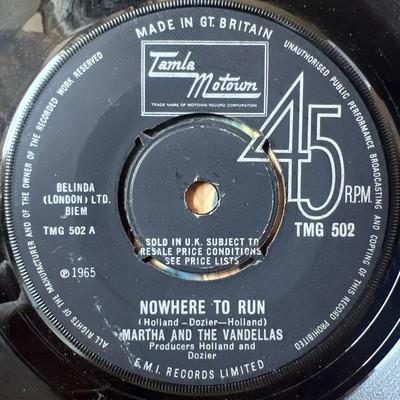 MADE IN GT. BRITAIN
UNAUTHORISED PUBLIC PERFORMANCE BROADCASTING AND COPYING OF THIS RECORD PROHIBITED
ALL RIGHTS OF THE MANUFACTURER AND OF THE OWNER OF THE RECORDED WORK RESERVED
Tamla
Motown
TRADE MARK OF MOTOWN RECORD CORPORATION
45
R.P.M.
BELINDA
(LONDON) LTD.
BIEM
TMG 502 A
TMG 502
SOLD IN U.K. SUBJECT TO
RESALE PRICE CONDITIONS,
SEE PRICE LISTS
℗ 1965
NOWHERE TO RUN
(Holland–Dozier–Holland)
MARTHA AND THE VANDELLAS
Producers Holland and
Dozier
E.M.I. RECORDS LIMITED